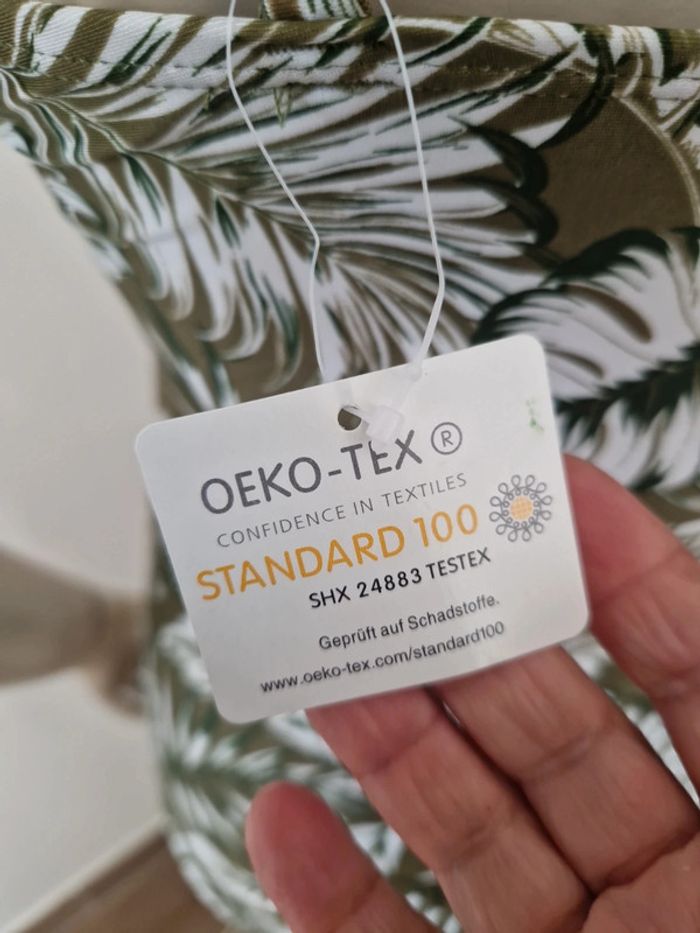 OEKO-TEX®
CONFIDENCE IN TEXTILES
STANDARD 100
SHX 24883 TESTEX
Geprüft auf Schadstoffe.
www.oeko-tex.com/standard100